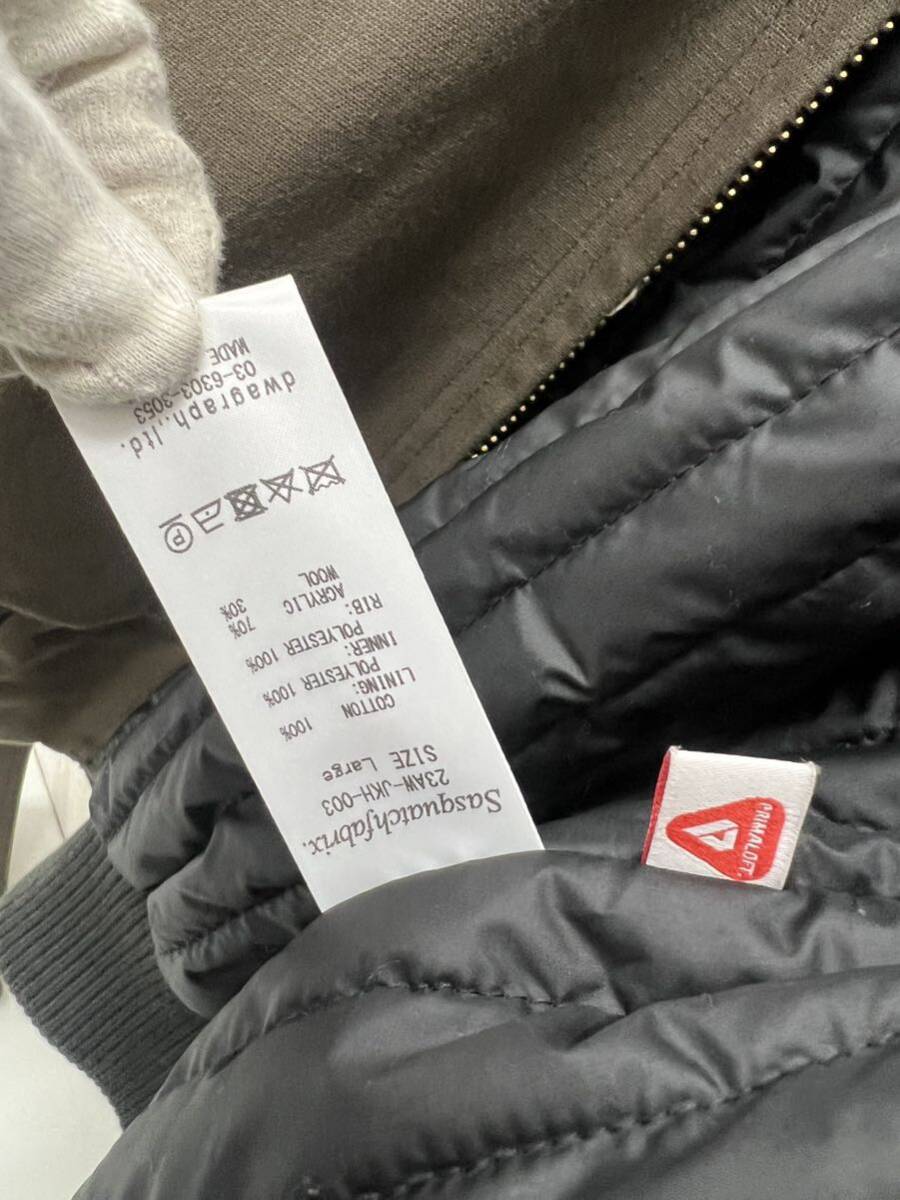 Sasquatchfabrix.
23AW-JKH-003
SIZE Large
COTTON 100%
LINING:
POLYESTER 100%
INNER:
POLYESTER 100%
RIB:
ACRYLIC 70%
WOOL 30%
P
dwagraph.,ltd.
03-6303-3053
MADE
PRIMALOFT